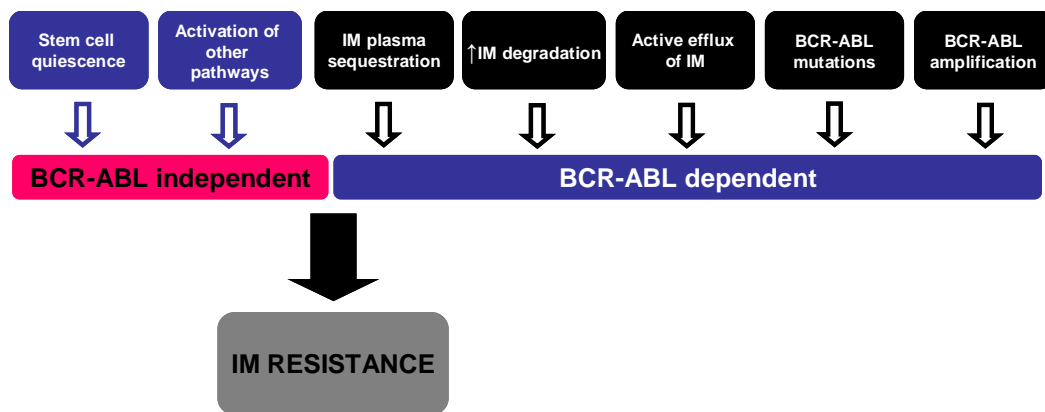 Stem cell
quiescence
Activation of
other
pathways
IM plasma
sequestration
↑IM degradation
Active efflux
of IM
BCR-ABL
mutations
BCR-ABL
amplification
BCR-ABL independent
BCR-ABL dependent
IM RESISTANCE